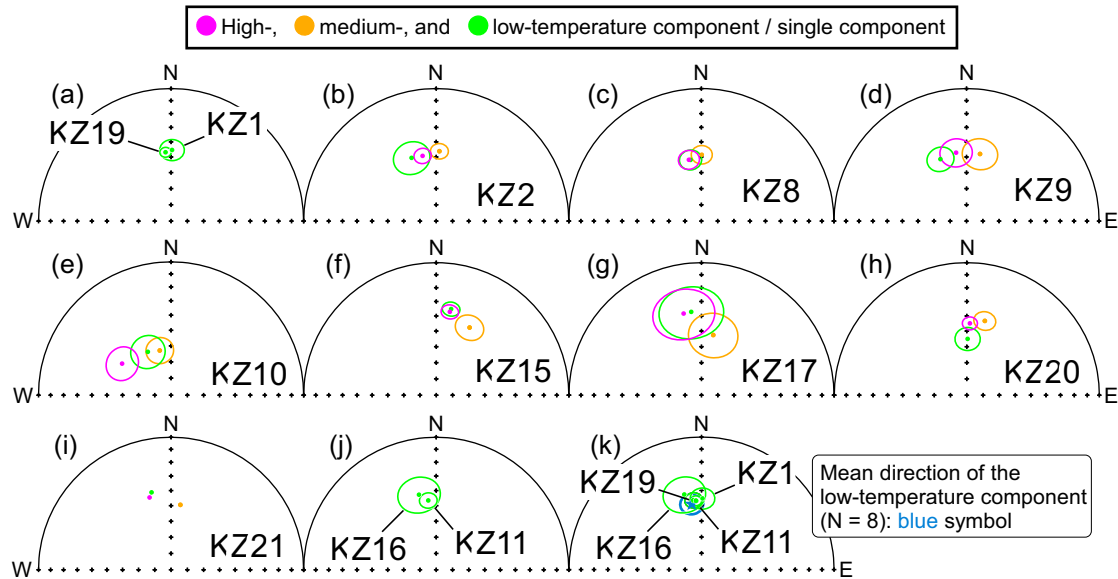 High-, medium-, and low-temperature component / single component
N N N N
(a) (b) (c) (d)
KZ19 KZ1
KZ2 KZ8 KZ9
W E
N N N N
(e) (f) (g) (h)
KZ10 KZ15 KZ17 KZ20
W E
N N N
(i) (j) (k)
KZ19 KZ1
KZ21 KZ16 KZ11 KZ16 KZ11
W E
Mean direction of the
low-temperature component
(N = 8): blue symbol